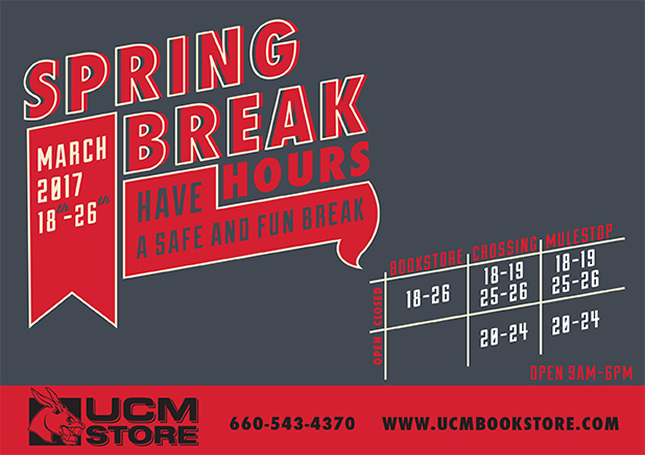 SPRING
BREAK
HOURS
MARCH
2017
18th-26th
HAVE
A SAFE AND FUN BREAK
BOOKSTORE CROSSING MULESTOP
CLOSED 18-26 18-19 18-19
25-26 25-26
OPEN 20-24 20-24
OPEN 9AM-6PM
UCM
STORE
660-543-4370 WWW.UCMBOOKSTORE.COM